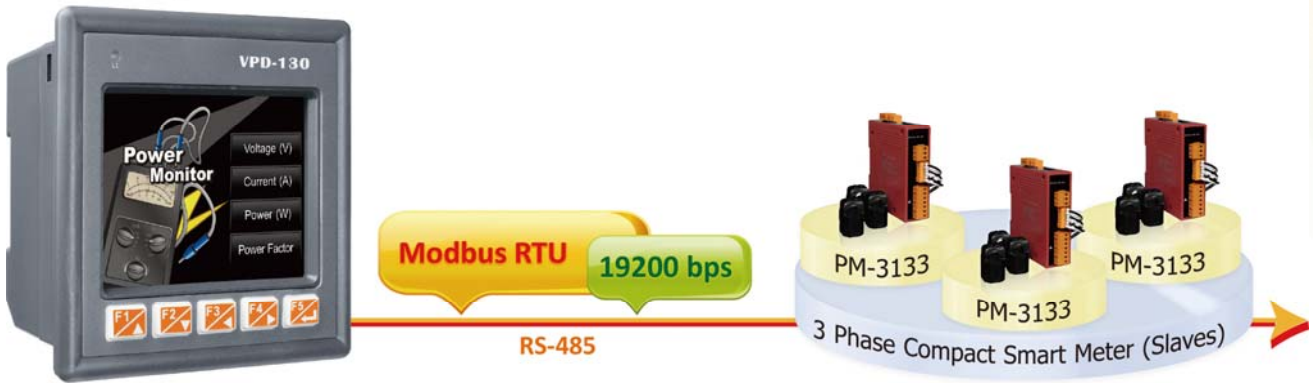 VPD-130
Power
Monitor
Voltage (V)
Current (A)
Power (W)
Power Factor
F1
F2
F3
F4
F5
Modbus RTU
19200 bps
RS-485
PM-3133
PM-3133
PM-3133
3 Phase Compact Smart Meter (Slaves)